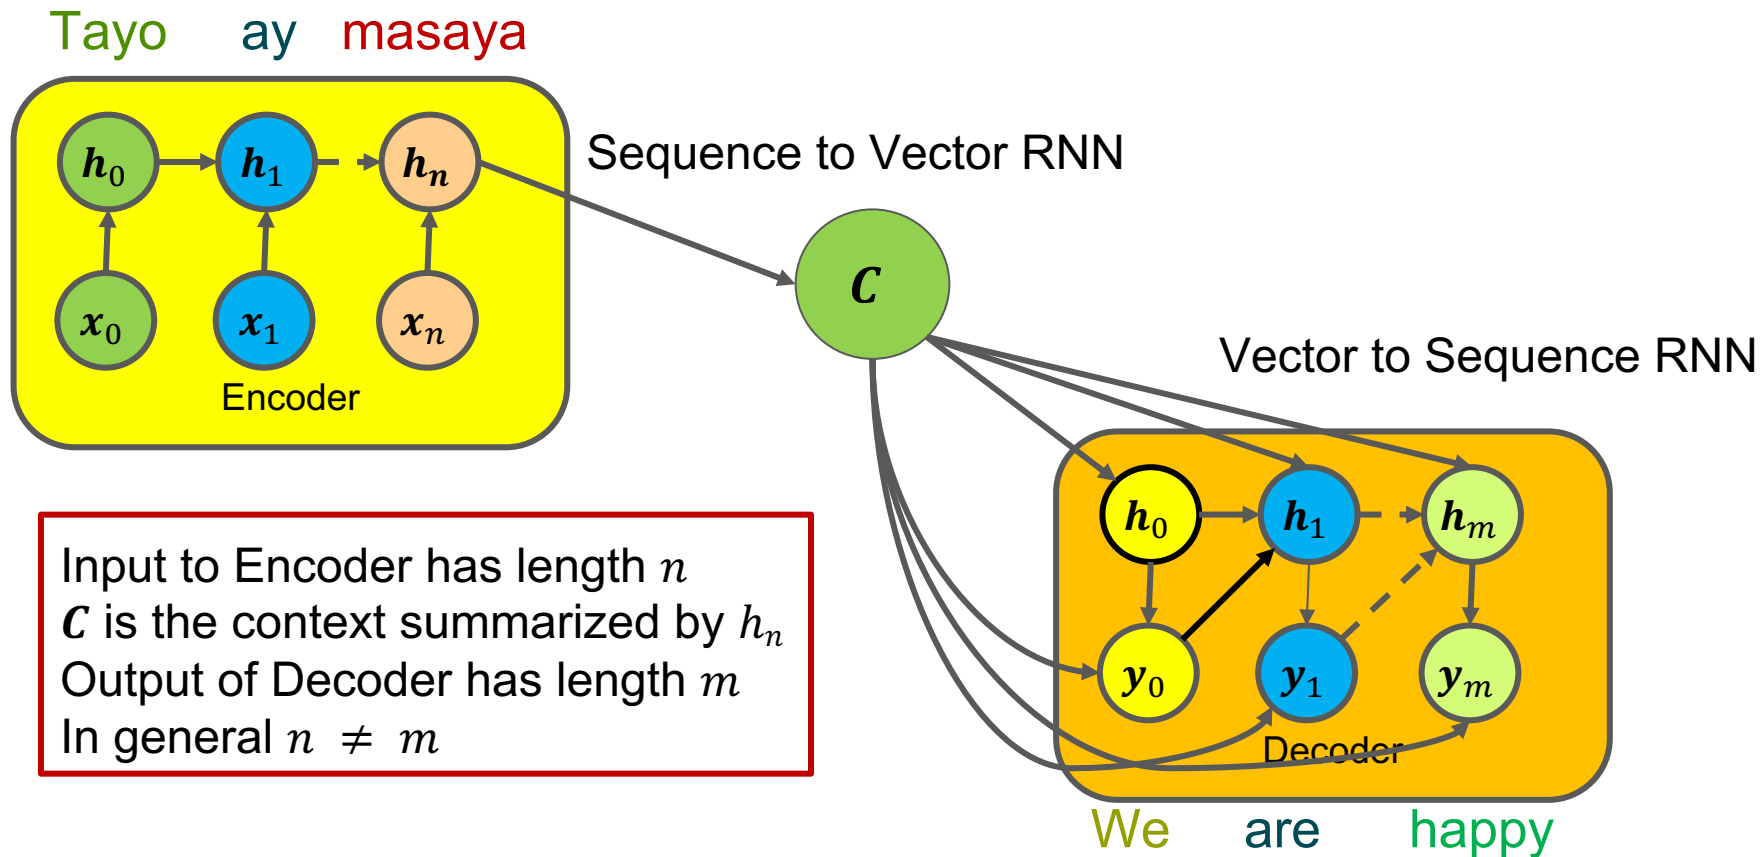 Tayo ay masaya
h₀ h₁ hₙ
Sequence to Vector RNN
x₀ x₁ xₙ
Encoder
C
Vector to Sequence RNN
h₀ h₁ hₘ
y₀ y₁ yₘ
Decoder
We are happy
Input to Encoder has length n
C is the context summarized by hₙ
Output of Decoder has length m
In general n ≠ m